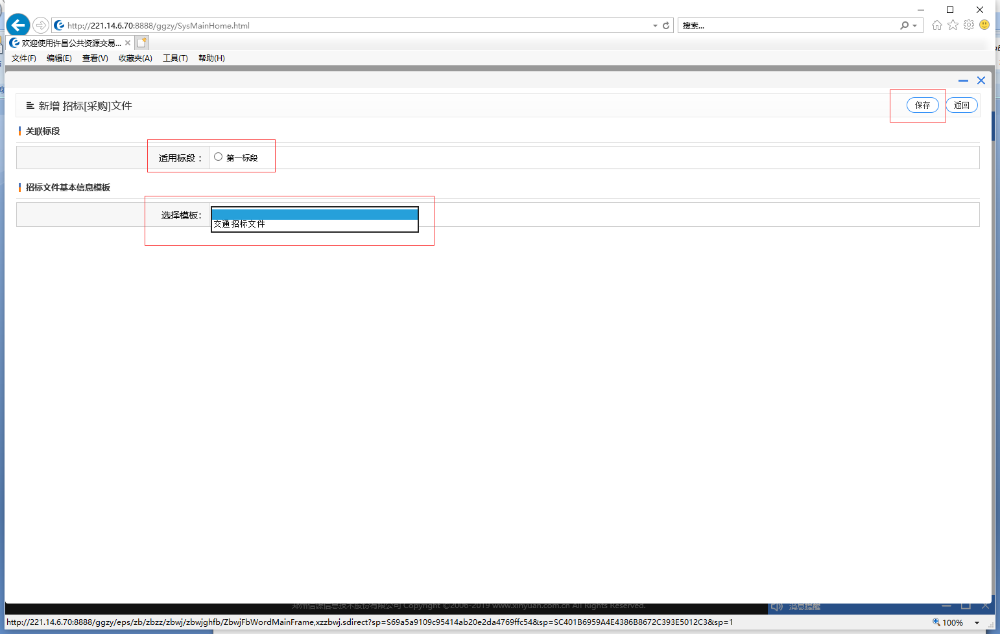 http://221.14.6.70:8888/ggzy/SysMainHome.html
搜索...
欢迎使用许昌公共资源交易...
文件(F) 编辑(E) 查看(V) 收藏夹(A) 工具(T) 帮助(H)
新增 招标[采购]文件 保存 返回
关联标段
适用标段： 第一标段
招标文件基本信息模板
选择模板：
交通招标文件
郑州信源信息技术股份有限公司 Copyright ©2006-2019 www.xinyuan.com.cn All Rights Reserved.
消息提醒
http://221.14.6.70:8888/ggzy/eps/zb/zbzz/zbwj/zbwjghfb/ZbwjFbWordMainFrame,xzzbwj.sdirect?sp=S69a5a9109c95414ab20e2da4769ffc54&sp=SC401B6959A4E4386B8672C393E5012C3&sp=1
100%